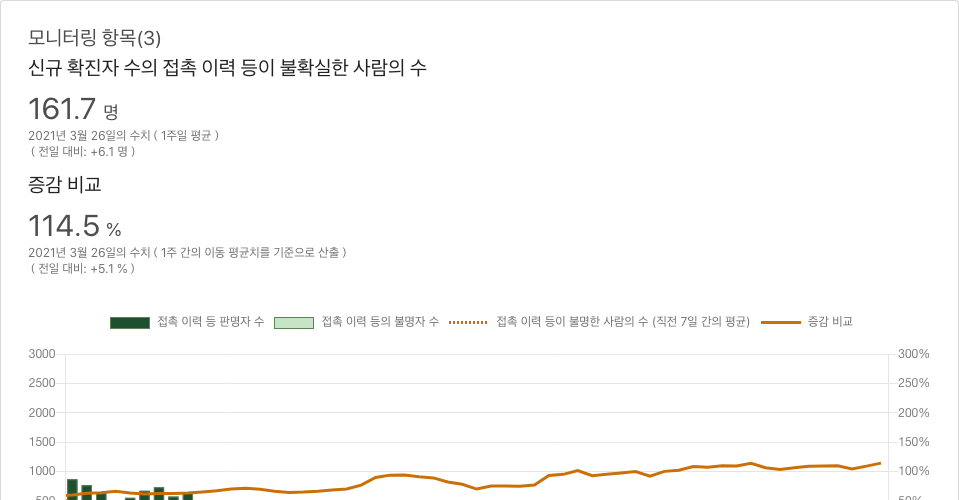 모니터링 항목(3)
신규 확진자 수의 접촉 이력 등이 불확실한 사람의 수
161.7 명
2021년 3월 26일의 수치 ( 1주일 평균 )
( 전일 대비: +6.1 명 )
증감 비교
114.5 %
2021년 3월 26일의 수치 ( 1주 간의 이동 평균치를 기준으로 산출 )
( 전일 대비: +5.1 % )
접촉 이력 등 판명자 수 접촉 이력 등의 불명자 수 접촉 이력 등이 불명한 사람의 수 (직전 7일 간의 평균) 증감 비교
3000 300%
2500 250%
2000 200%
1500 150%
1000 100%
500 50%